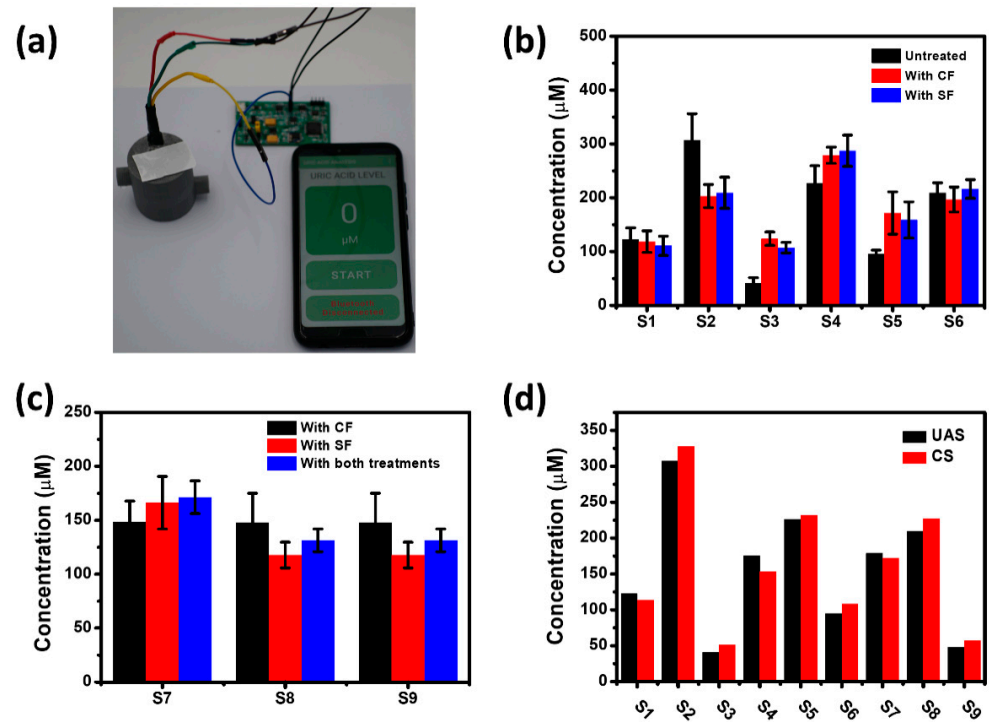 (a)
URIC ACID LEVEL
0
µM
START
(b)
Concentration (µM)
500
400
300
200
100
0
Untreated
With CF
With SF
S1 S2 S3 S4 S5 S6
(c)
Concentration (µM)
250
200
150
100
50
0
With CF
With SF
With both treatments
S7 S8 S9
(d)
Concentration (µM)
350
300
250
200
150
100
50
0
UAS
CS
S1 S2 S3 S4 S5 S6 S7 S8 S9